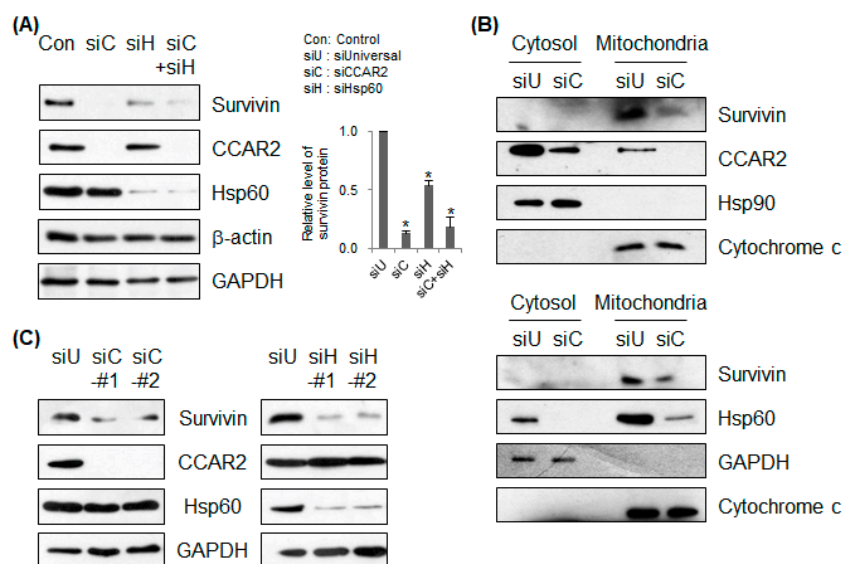 (A)
Con siC siH siC
+siH
Survivin
CCAR2
Hsp60
β-actin
GAPDH
Con: Control
siU : siUniversal
siC : siCCAR2
siH : siHsp60
Relative level of
survivin protein
1.0
0.5
0.0
* * *
siU siC siH siC+siH
(B)
Cytosol Mitochondria
siU siC siU siC
Survivin
CCAR2
Hsp90
Cytochrome c
Cytosol Mitochondria
siU siC siU siC
Survivin
Hsp60
GAPDH
Cytochrome c
(C)
siU siC siC siU siH siH
-#1 -#2 -#1 -#2
Survivin
CCAR2
Hsp60
GAPDH